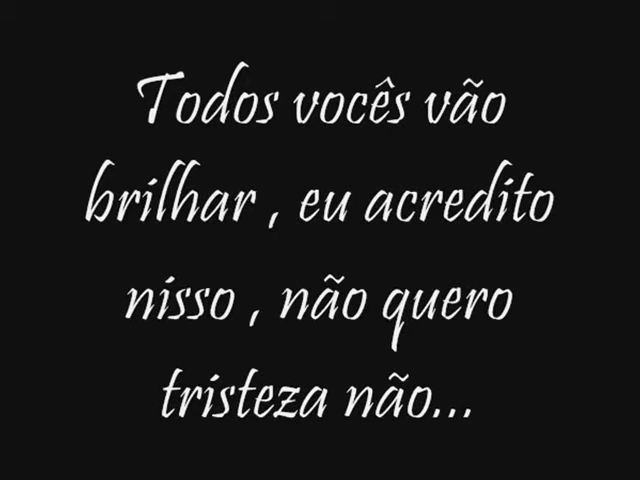 Todos vocês vão
brilhar , eu acredito
nisso , não quero
tristeza não...